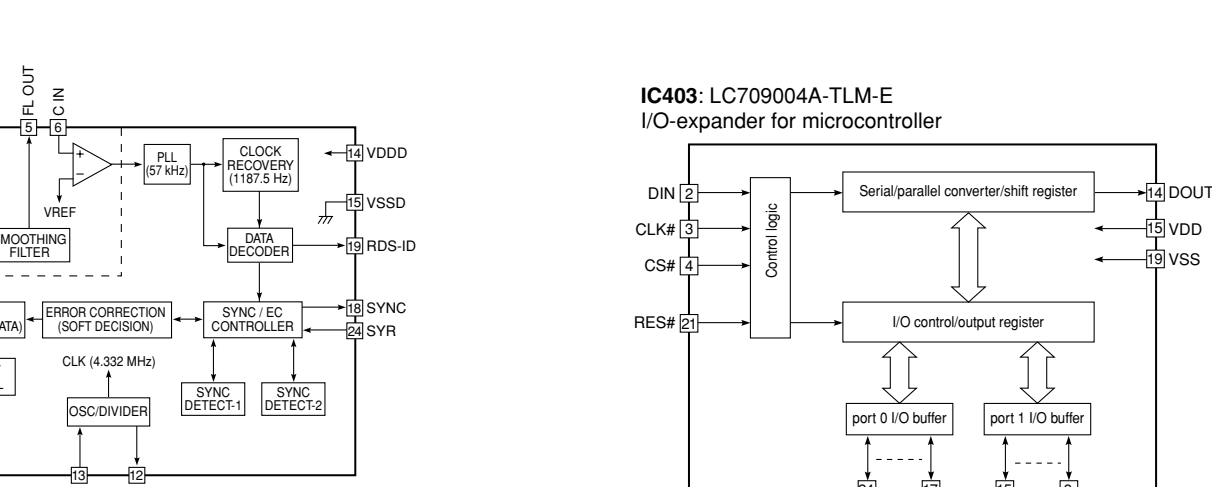 FL OUT
C IN
5
6
+
–
VREF
PLL
(57 kHz)
CLOCK
RECOVERY
(1187.5 Hz)
14 VDDD
15 VSSD
MOOTHING
FILTER
DATA
DECODER
19 RDS-ID
ATA)
ERROR CORRECTION
(SOFT DECISION)
SYNC / EC
CONTROLLER
18 SYNC
24 SYR
CLK (4.332 MHz)
OSC/DIVIDER
SYNC
DETECT-1
SYNC
DETECT-2
13
12
IC403: LC709004A-TLM-E
I/O-expander for microcontroller
DIN 2
CLK# 3
CS# 4
RES# 21
Control logic
Serial/parallel converter/shift register
14 DOUT
15 VDD
19 VSS
I/O control/output register
port 0 I/O buffer
port 1 I/O buffer